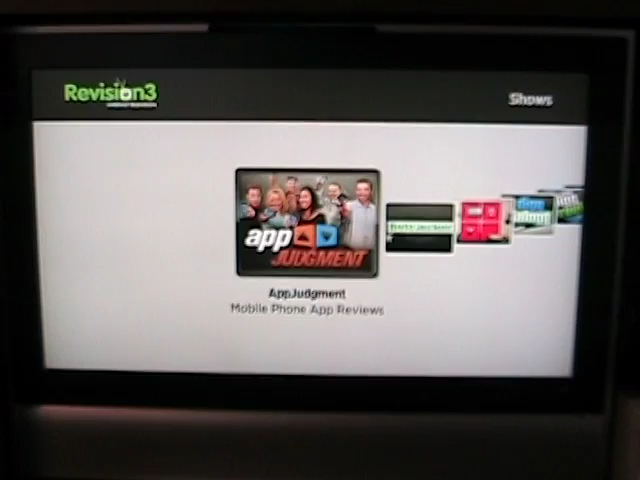 Revision3
Shows
app
JUDGMENT
AppJudgment
Mobile Phone App Reviews